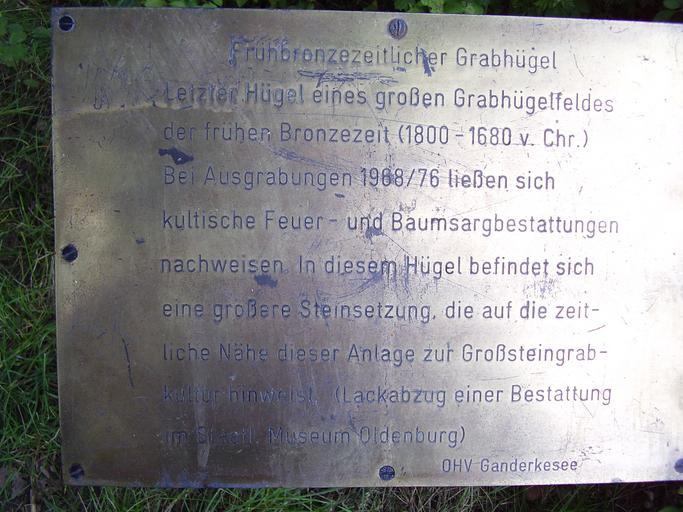 Frühbronzezeitlicher Grabhügel
Letzter Hügel eines großen Grabhügelfeldes
der frühen Bronzezeit (1800 - 1680 v. Chr.)
Bei Ausgrabungen 1968/76 ließen sich
kultische Feuer- und Baumsargbestattungen
nachweisen. In diesem Hügel befindet sich
eine großere Steinsetzung, die auf die zeit-
liche Nähe dieser Anlage zur Großsteingrab-
kultur hinweist. (Lackabzug einer Bestattung
im Staatl. Museum Oldenburg)
OHV Ganderkesee